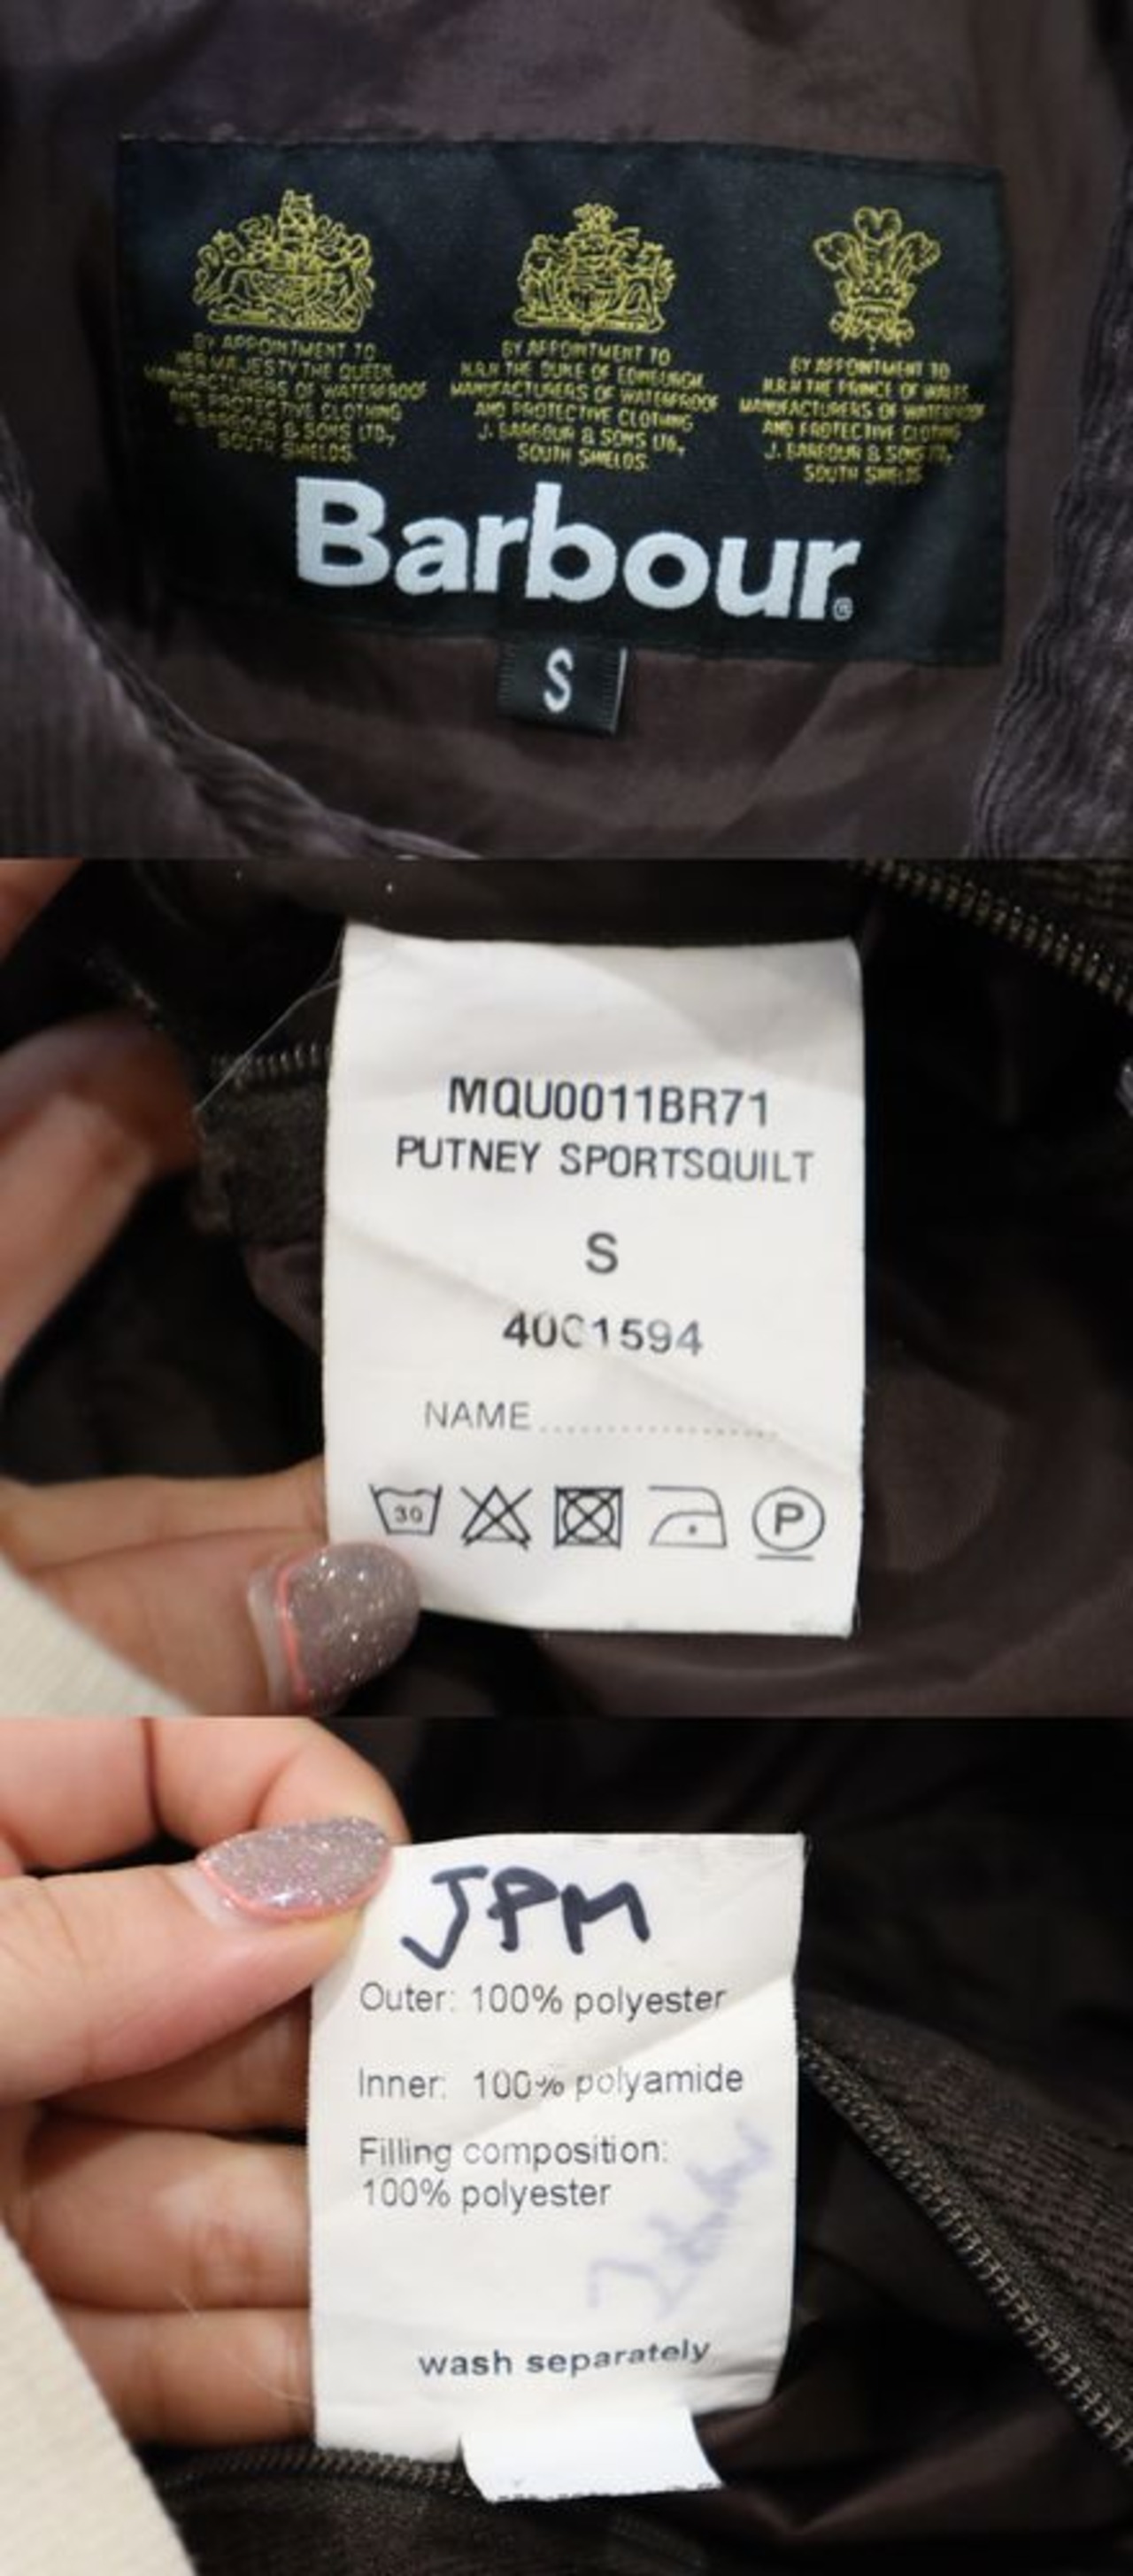 BY APPOINTMENT TO
HER MAJESTY THE QUEEN
MANUFACTURERS OF WATERPROOF
AND PROTECTIVE CLOTHING
J. BARBOUR & SONS LTD,
SOUTH SHIELDS.
BY APPOINTMENT TO
H.R.H THE DUKE OF EDINBURGH
MANUFACTURERS OF WATERPROOF
AND PROTECTIVE CLOTHING
J. BARBOUR & SONS LTD,
SOUTH SHIELDS.
BY APPOINTMENT TO
H.R.H THE PRINCE OF WALES
MANUFACTURERS OF WATERPROOF
AND PROTECTIVE CLOTHING
J. BARBOUR & SONS LTD,
SOUTH SHIELDS
Barbour®
S
MQU0011BR71
PUTNEY SPORTSQUILT
S
4001594
NAME
30
P
JPM
Outer: 100% polyester
Inner: 100% polyamide
Filling composition:
100% polyester
wash separately